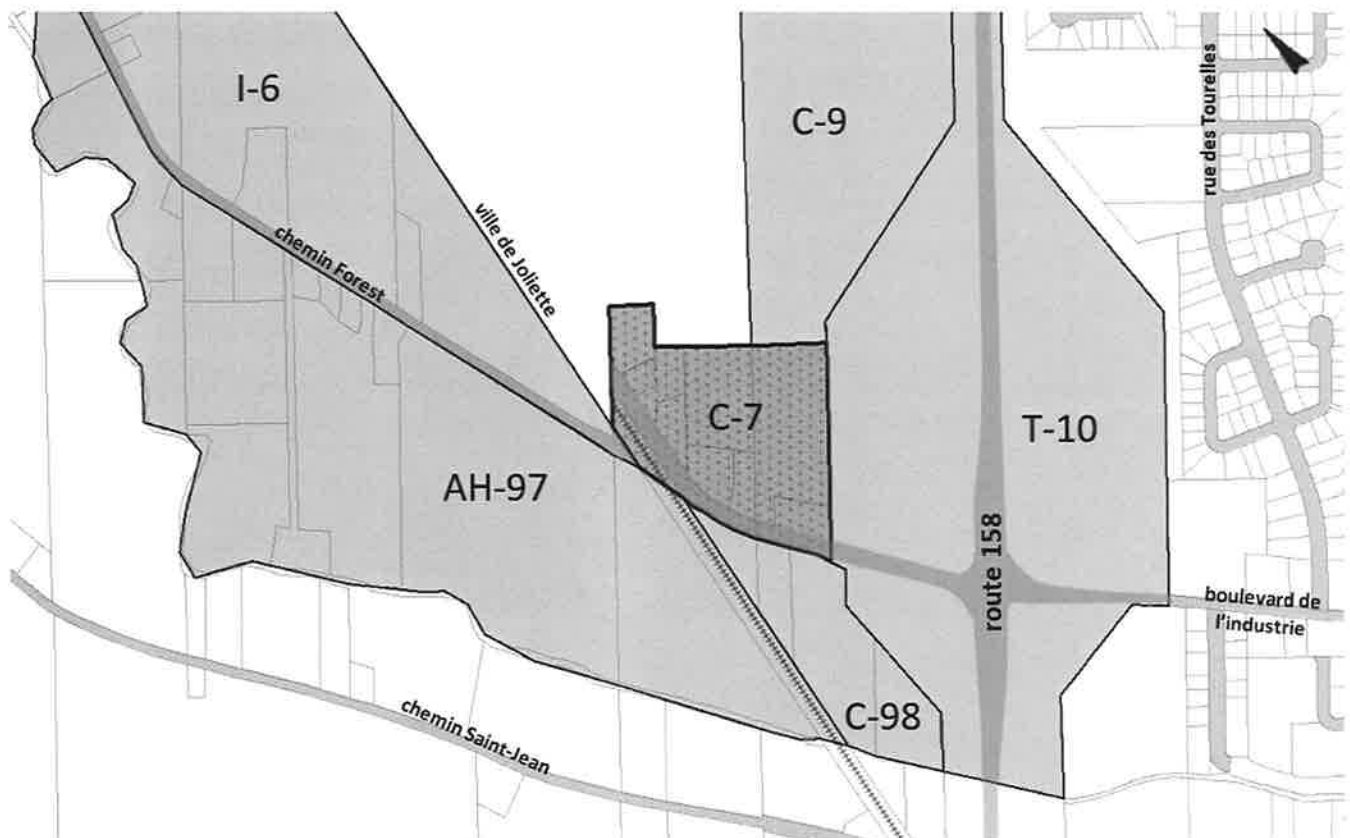 I-6
C-9
rue des Tourelles
ville de Joliette
chemin Forest
C-7
T-10
AH-97
route 158
boulevard de
l'industrie
C-98
chemin Saint-Jean